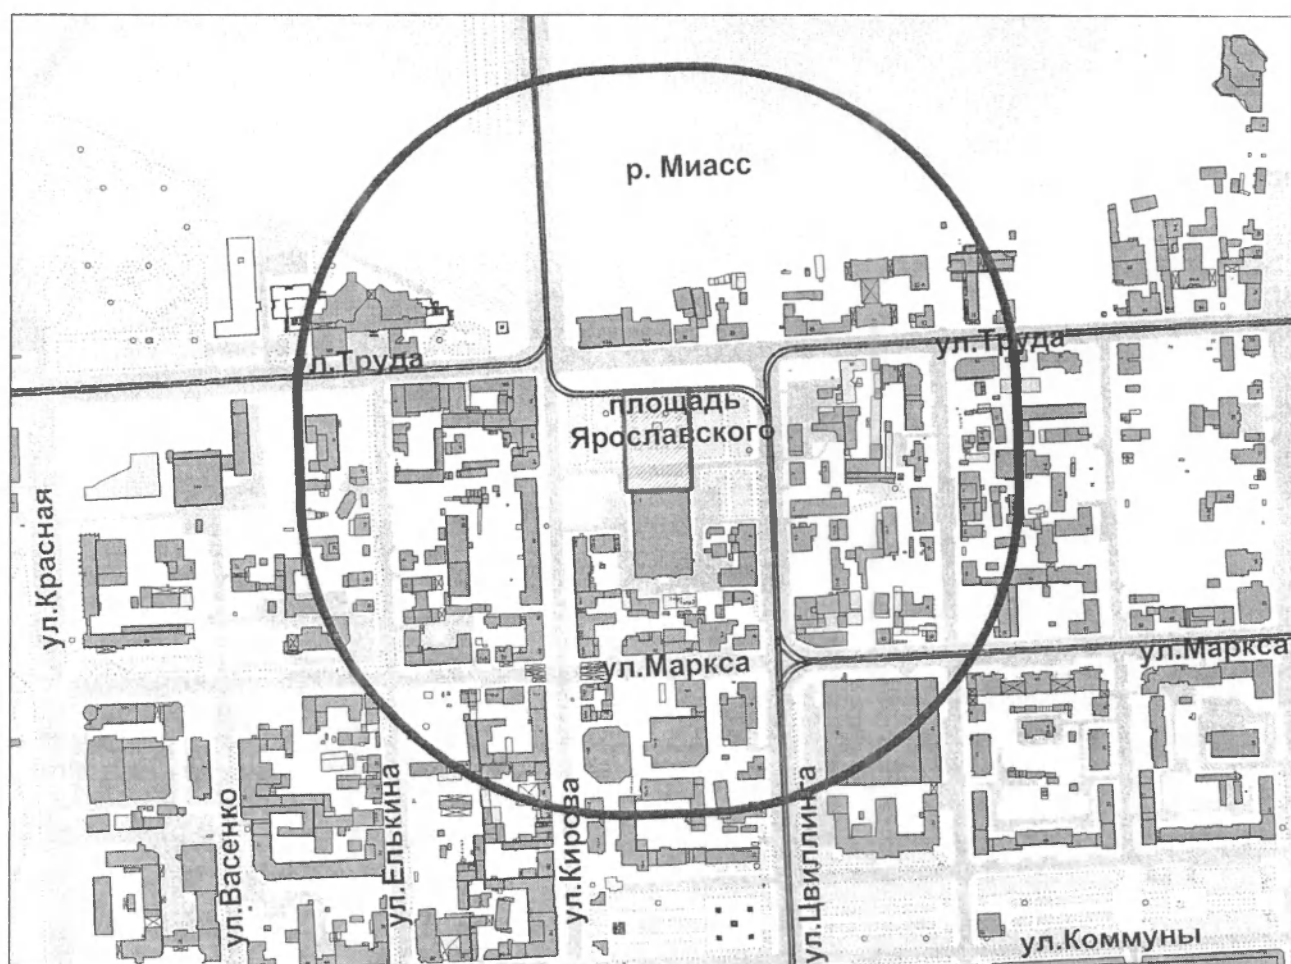 р. Миасс
ул.Труда
ул.Труда
площадь
Ярославского
ул.Красная
ул.Маркса
ул.Маркса
ул.Васенко
ул.Елькина
ул.Кирова
ул.Цвиллинга
ул.Коммуны